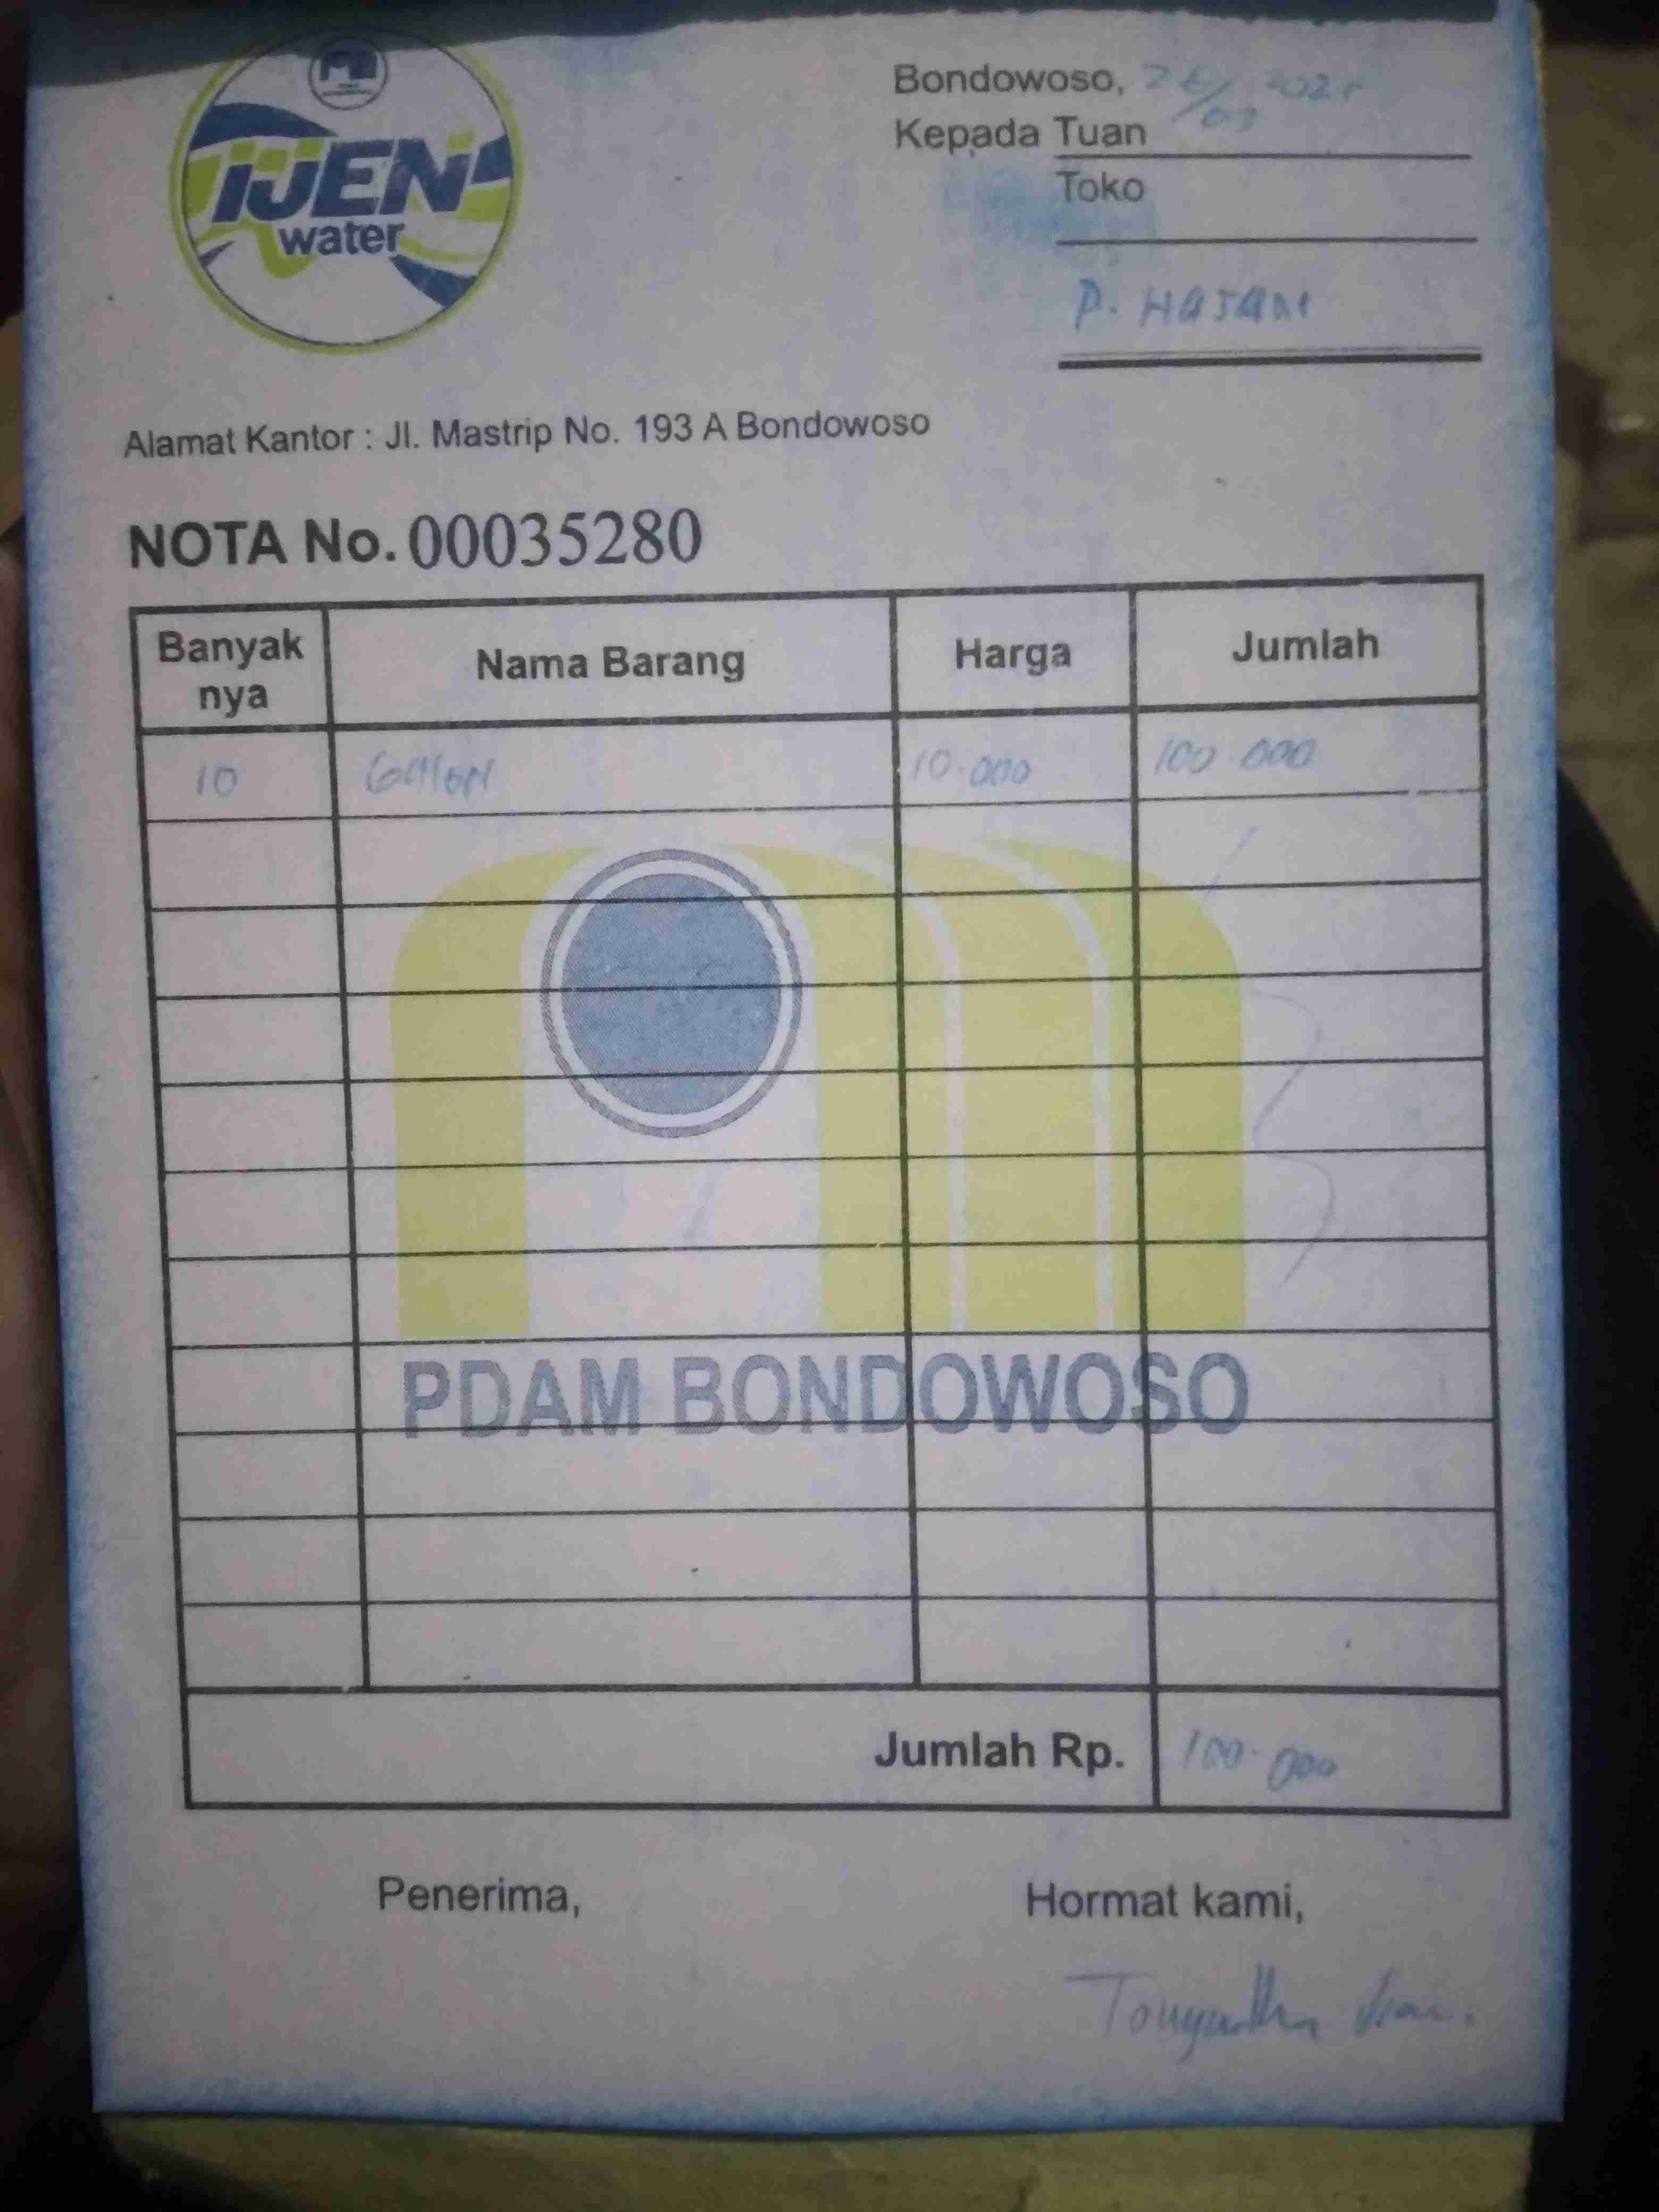 IJEN
water
Bondowoso, 26/03 2025
Kepada Tuan
Toko
P. HASAN
Alamat Kantor : Jl. Mastrip No. 193 A Bondowoso
NOTA No. 00035280
Banyak nya Nama Barang Harga Jumlah
10 GAlON 10.000 100.000
PDAM BONDOWOSO
Jumlah Rp. 100.000
Penerima, Hormat kami,